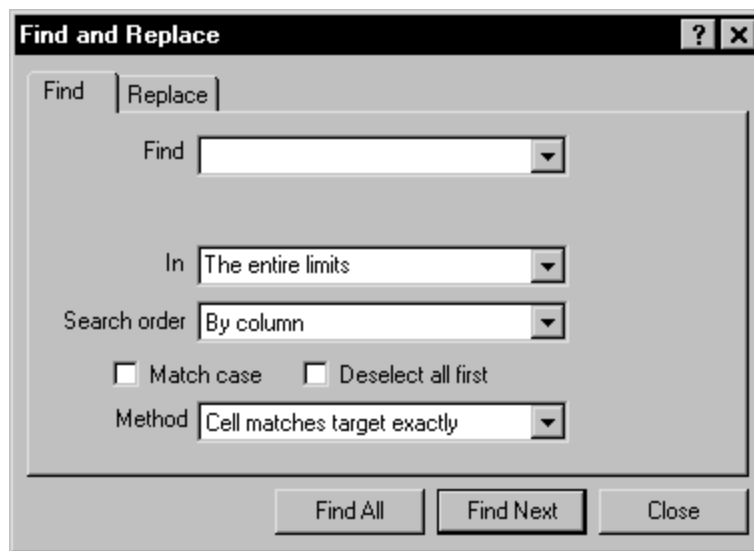 Find and Replace ?
Find Replace
Find
In The entire limits
Search order By column
Match case Deselect all first
Method Cell matches target exactly
Find All Find Next Close